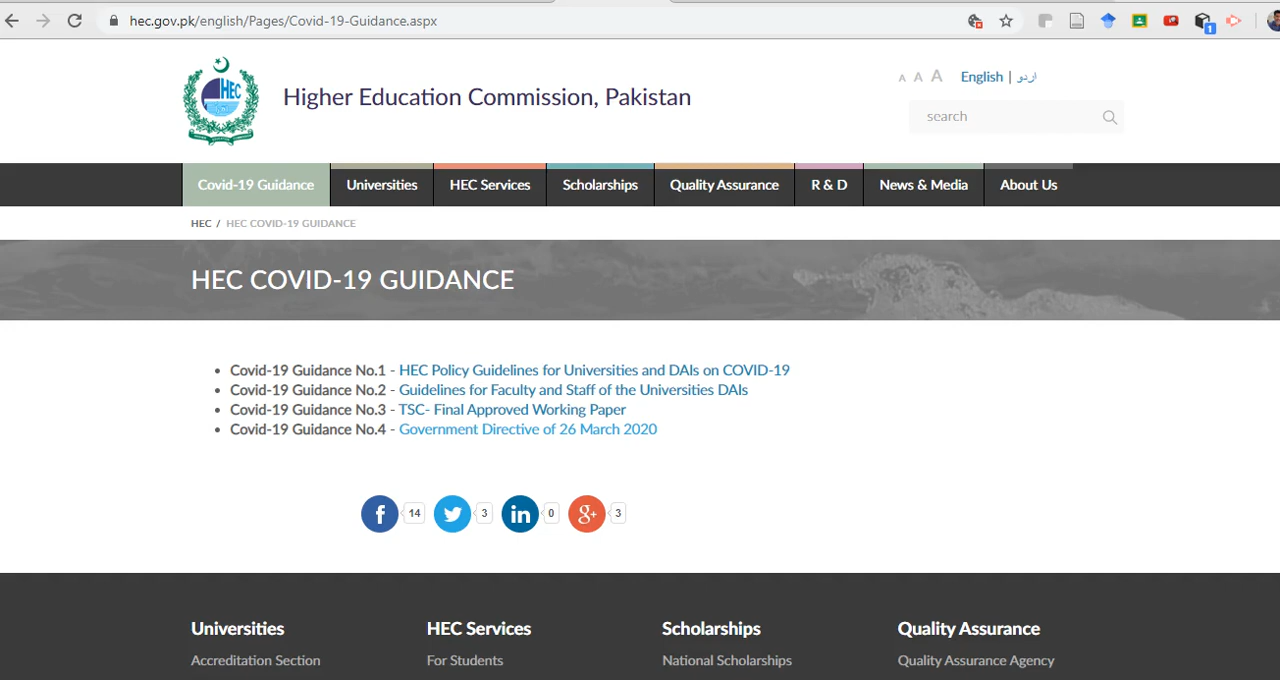 hec.gov.pk/english/Pages/Covid-19-Guidance.aspx
1
HEC
Higher Education Commission, Pakistan
A A A English | اردو
search
Covid-19 Guidance Universities HEC Services Scholarships Quality Assurance R & D News & Media About Us
HEC / HEC COVID-19 GUIDANCE
HEC COVID-19 GUIDANCE
• Covid-19 Guidance No.1 - HEC Policy Guidelines for Universities and DAIs on COVID-19
• Covid-19 Guidance No.2 - Guidelines for Faculty and Staff of the Universities DAIs
• Covid-19 Guidance No.3 - TSC- Final Approved Working Paper
• Covid-19 Guidance No.4 - Government Directive of 26 March 2020
f 14 3 in 0 g+ 3
Universities HEC Services Scholarships Quality Assurance
Accreditation Section For Students National Scholarships Quality Assurance Agency